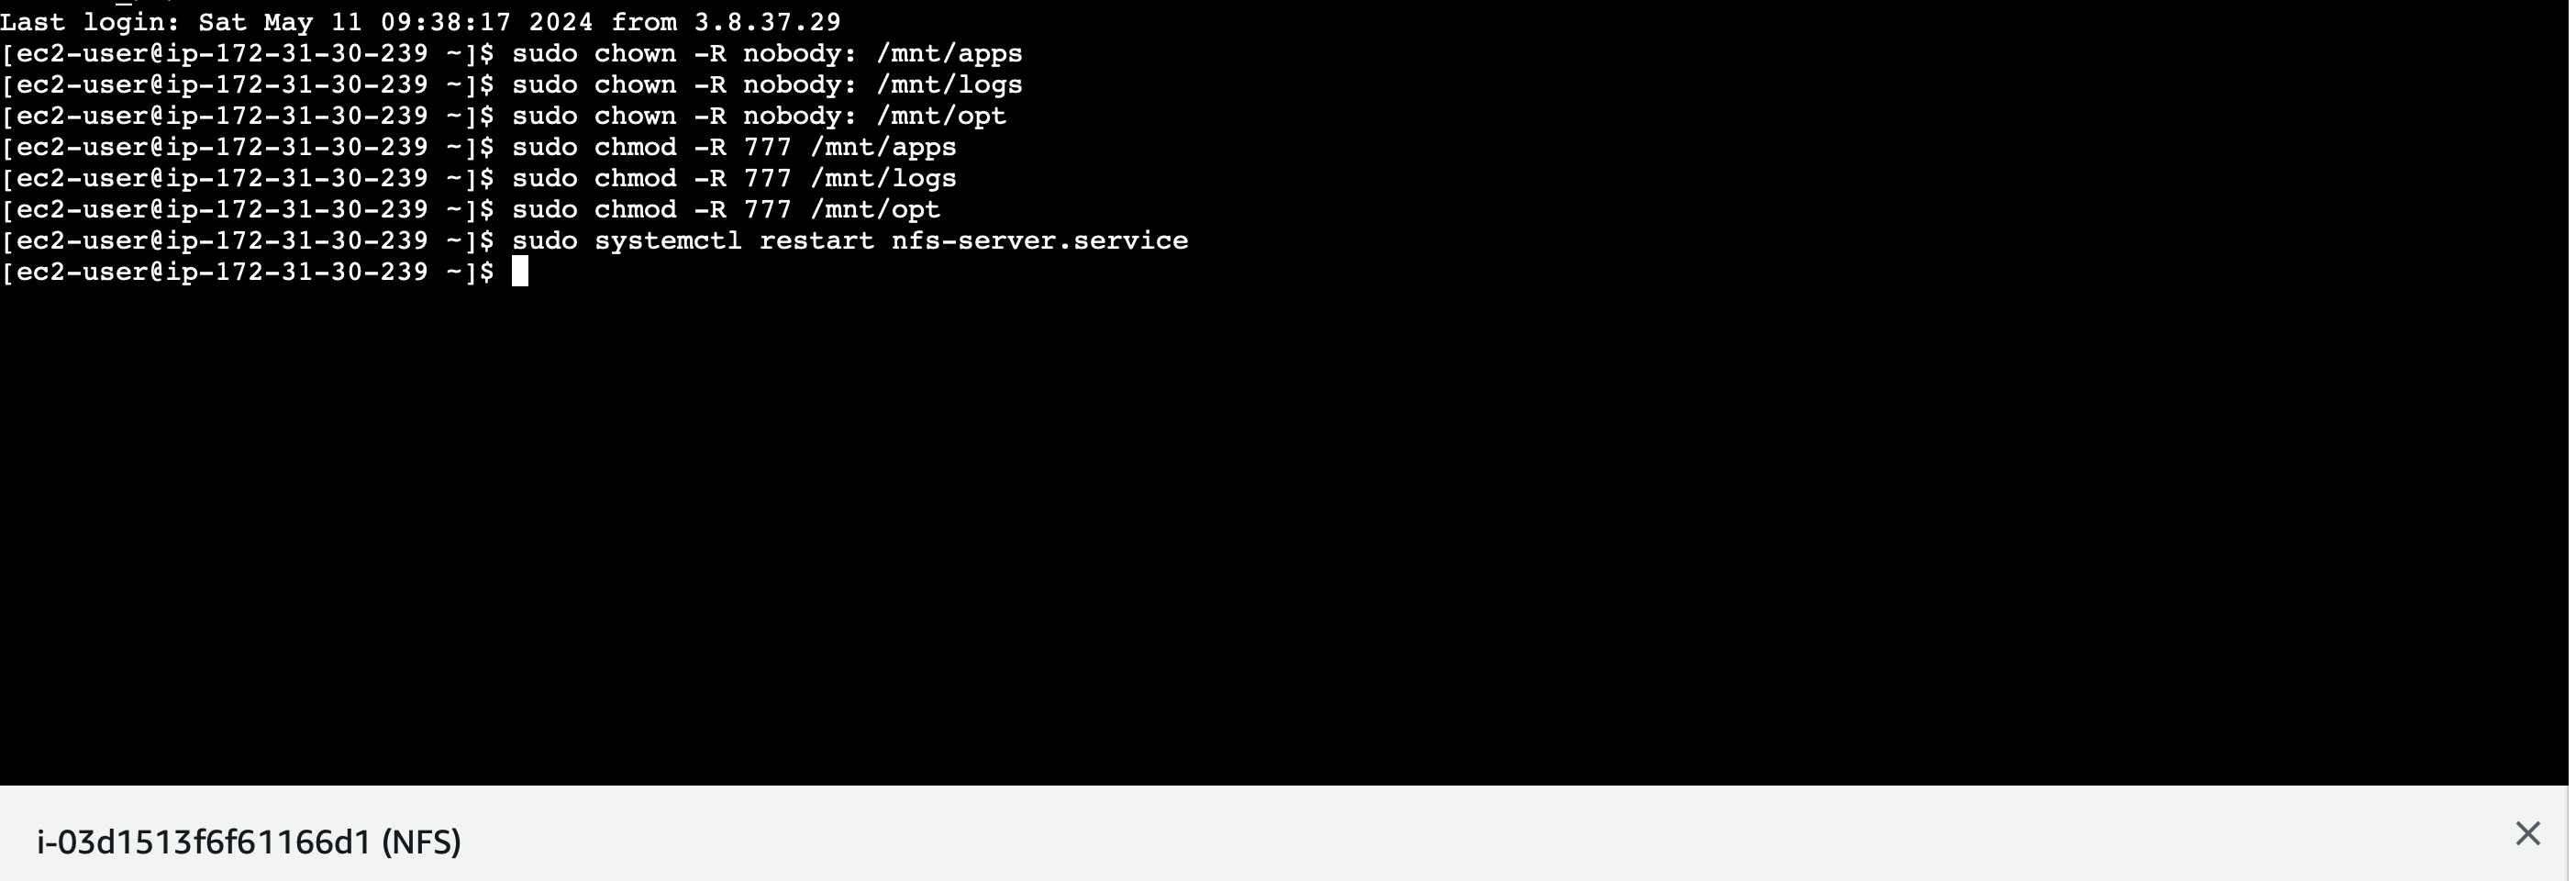 Last login: Sat May 11 09:38:17 2024 from 3.8.37.29
[ec2-user@ip-172-31-30-239 ~]$ sudo chown -R nobody: /mnt/apps
[ec2-user@ip-172-31-30-239 ~]$ sudo chown -R nobody: /mnt/logs
[ec2-user@ip-172-31-30-239 ~]$ sudo chown -R nobody: /mnt/opt
[ec2-user@ip-172-31-30-239 ~]$ sudo chmod -R 777 /mnt/apps
[ec2-user@ip-172-31-30-239 ~]$ sudo chmod -R 777 /mnt/logs
[ec2-user@ip-172-31-30-239 ~]$ sudo chmod -R 777 /mnt/opt
[ec2-user@ip-172-31-30-239 ~]$ sudo systemctl restart nfs-server.service
[ec2-user@ip-172-31-30-239 ~]$
i-03d1513f6f61166d1 (NFS)